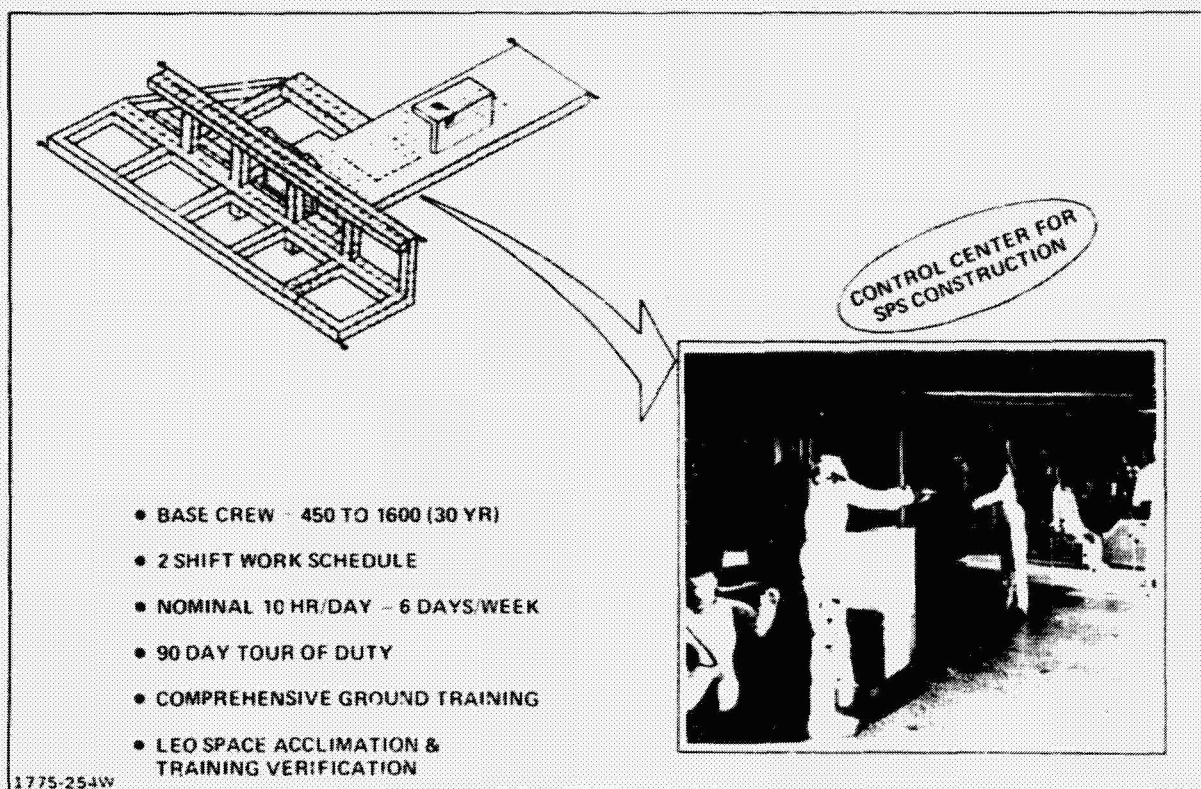 CONTROL CENTER FOR
SPS CONSTRUCTION
• BASE CREW – 450 TO 1600 (30 YR)
• 2 SHIFT WORK SCHEDULE
• NOMINAL 10 HR/DAY – 6 DAYS/WEEK
• 90 DAY TOUR OF DUTY
• COMPREHENSIVE GROUND TRAINING
• LEO SPACE ACCLIMATION &
TRAINING VERIFICATION
1775-254W